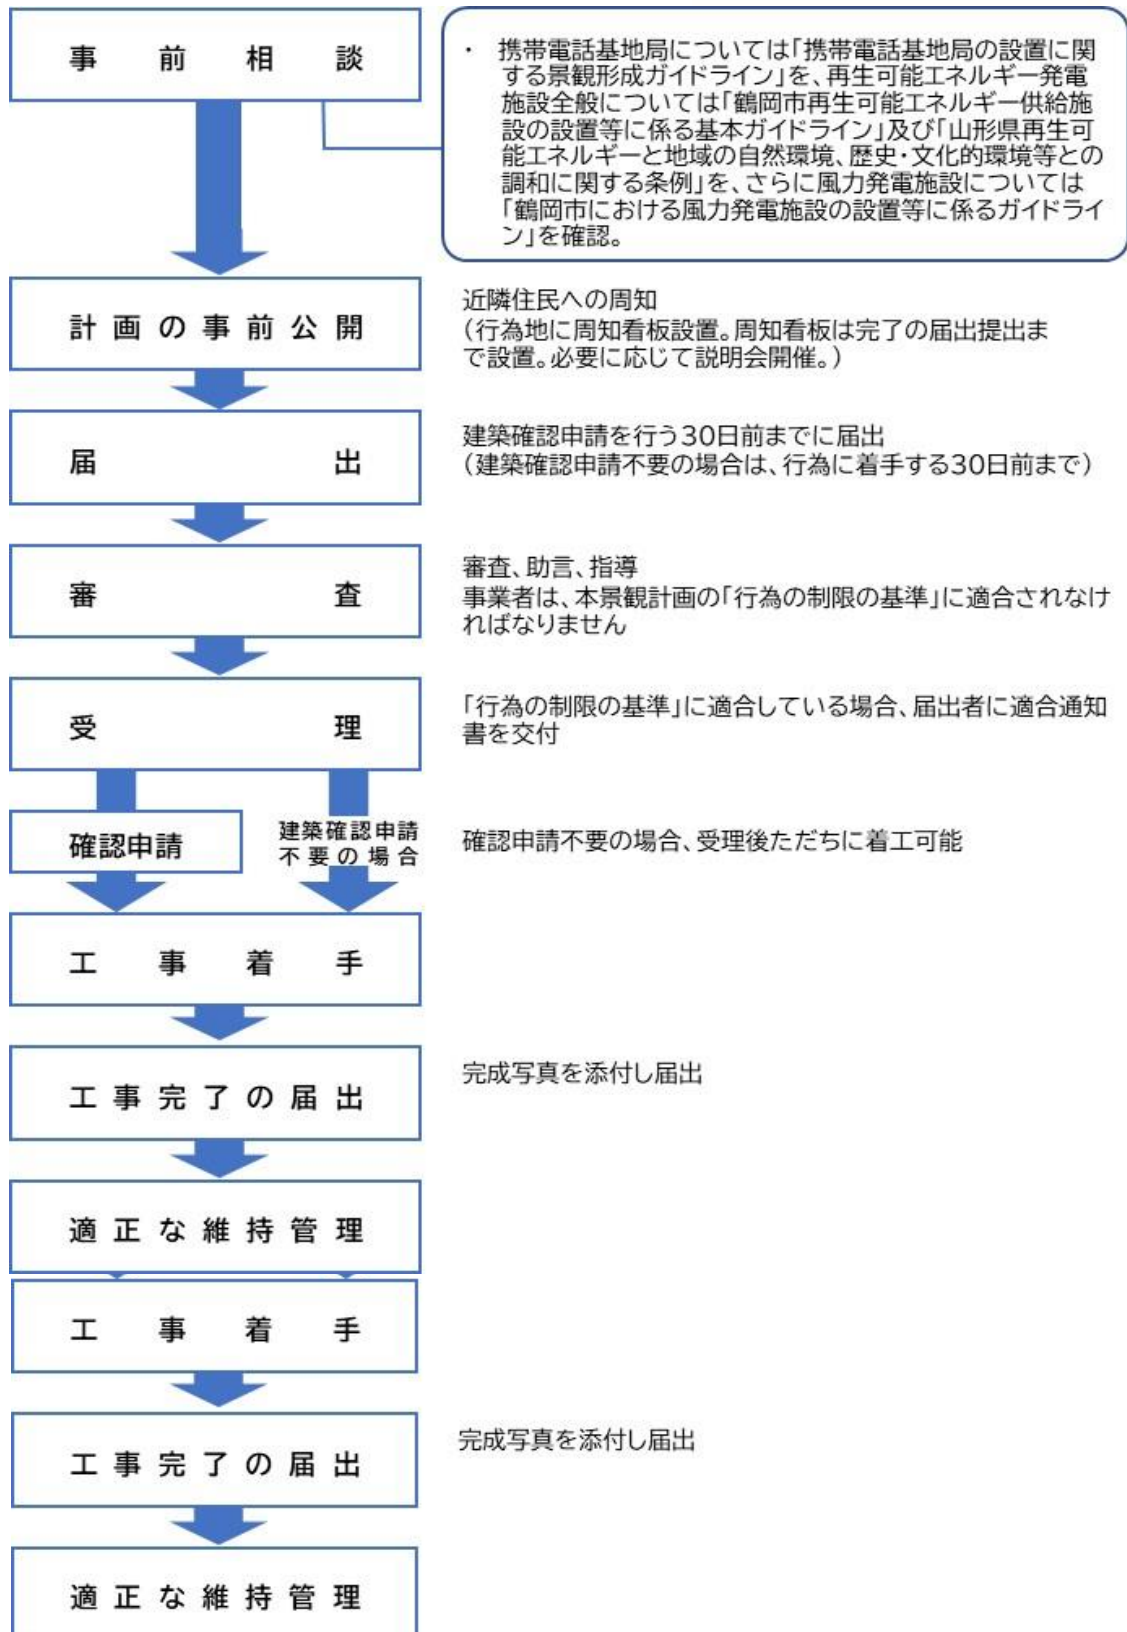 事前相談
・ 携帯電話基地局については「携帯電話基地局の設置に関
する景観形成ガイドライン」を、再生可能エネルギー発電
施設全般については「鶴岡市再生可能エネルギー供給施
設の設置等に係る基本ガイドライン」及び「山形県再生可
能エネルギーと地域の自然環境、歴史・文化的環境等との
調和に関する条例」を、さらに風力発電施設については
「鶴岡市における風力発電施設の設置等に係るガイドライ
ン」を確認。
計画の事前公開
近隣住民への周知
(行為地に周知看板設置。周知看板は完了の届出提出ま
で設置。必要に応じて説明会開催。)
届出
建築確認申請を行う30日前までに届出
(建築確認申請不要の場合は、行為に着手する30日前まで)
審査
審査、助言、指導
事業者は、本景観計画の「行為の制限の基準」に適合されなけ
ればなりません
受理
「行為の制限の基準」に適合している場合、届出者に適合通知
書を交付
確認申請
建築確認申請
不要の場合
確認申請不要の場合、受理後ただちに着工可能
工事着手
工事完了の届出
完成写真を添付し届出
適正な維持管理
工事着手
工事完了の届出
完成写真を添付し届出
適正な維持管理